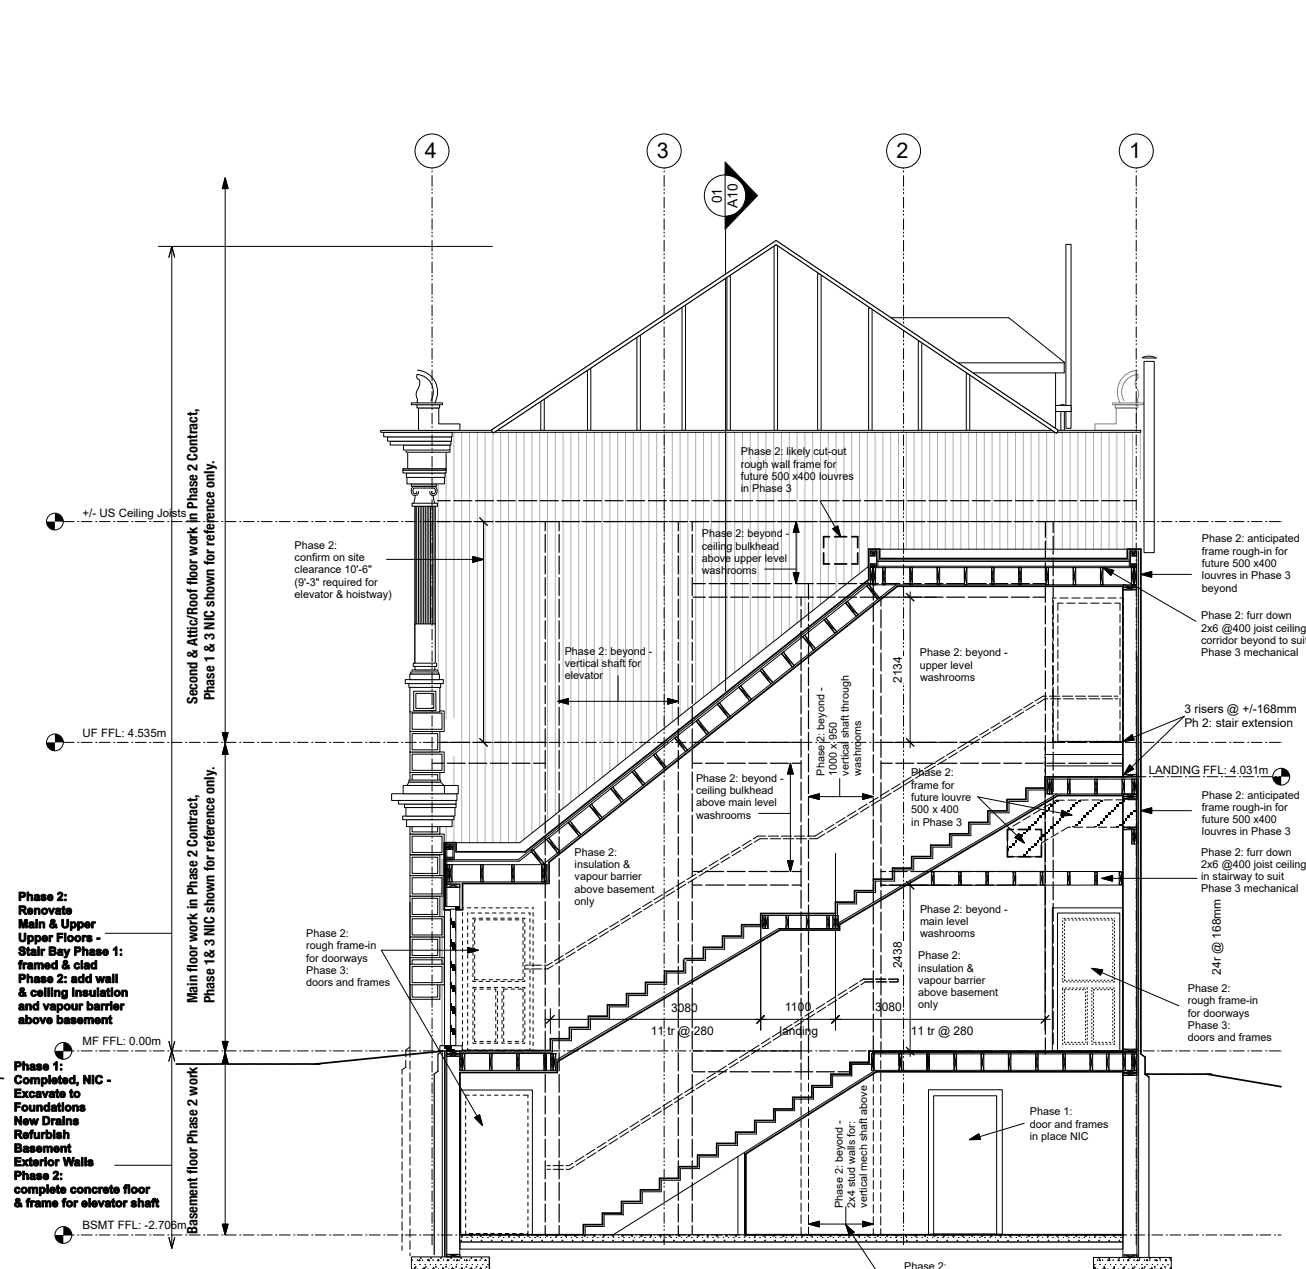 4
3
2
1
01
A10
Second & Attic/Roof floor work in Phase 2 Contract,
Phase 1 & 3 NIC shown for reference only.
+/- US Ceiling Joists
Phase 2:
confirm on site
clearance 10'-6"
(9'-3" required for
elevator & hoistway)
Phase 2: likely cut-out
rough wall frame for
future 500 x400 louvres
in Phase 3
Phase 2: beyond -
ceiling bulkhead
above upper level
washrooms
Phase 2: anticipated
frame rough-in for
future 500 x400
louvres in Phase 3
beyond
Phase 2: furr down
2x6 @400 joist ceiling
corridor beyond to suit
Phase 3 mechanical
Phase 2: beyond -
vertical shaft for
elevator
Phase 2: beyond -
1000 x 950
vertical shaft through
washrooms
2134
Phase 2: beyond -
upper level
washrooms
3 risers @ +/-168mm
Ph 2: stair extension
UF FFL: 4.535m
LANDING FFL: 4.031m
Main floor work in Phase 2 Contract,
Phase 1& 3 NIC shown for reference only.
Phase 2: beyond -
ceiling bulkhead
above main level
washrooms
Phase 2:
frame for
future louvre
500 x 400
in Phase 3
Phase 2: anticipated
frame rough-in for
future 500 x400
louvres in Phase 3
Phase 2: furr down
2x6 @400 joist ceiling
in stairway to suit
Phase 3 mechanical
Phase 2:
insulation &
vapour barrier
above basement
only
Phase 2:
Renovate
Main & Upper
Upper Floors -
Stair Bay Phase 1:
framed & clad
Phase 2: add wall
& ceiling insulation
and vapour barrier
above basement
Phase 2:
rough frame-in
for doorways
Phase 3:
doors and frames
2438
Phase 2: beyond -
main level
washrooms
Phase 2:
insulation &
vapour barrier
above basement
only
24r @ 168mm
Phase 2:
rough frame-in
for doorways
Phase 3:
doors and frames
3080
1100
3080
11 tr @ 280
landing
11 tr @ 280
MF FFL: 0.00m
Phase 1:
Completed, NIC -
Excavate to
Foundations
New Drains
Refurbish
Basement
Exterior Walls
Phase 2:
complete concrete floor
& frame for elevator shaft
Basement floor Phase 2 work
Phase 2: beyond -
2x4 stud walls for:
vertical mech shaft above
Phase 1:
door and frames
in place NIC
BSMT FFL: -2.706m
Phase 2: